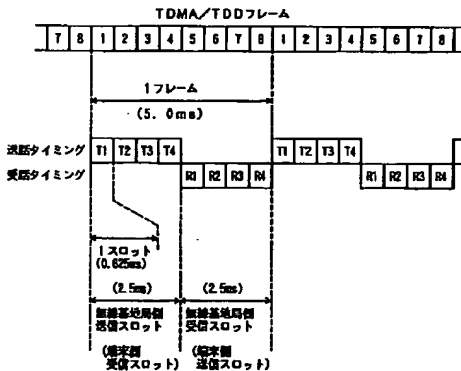 TDMA/TDDフレーム
7 8 1 2 3 4 5 6 7 8 1 2 3 4 5 6 7 8
1フレーム
(5.0ms)
送話タイミング T1 T2 T3 T4 T1 T2 T3 T4
受話タイミング R1 R2 R3 R4 R1 R2 R3 R4
1スロット
(0.625ms)
(2.5ms) (2.5ms)
無線基地局側 無線基地局側
送信スロット 受信スロット
(端末側 (端末側
受信スロット) 送信スロット)